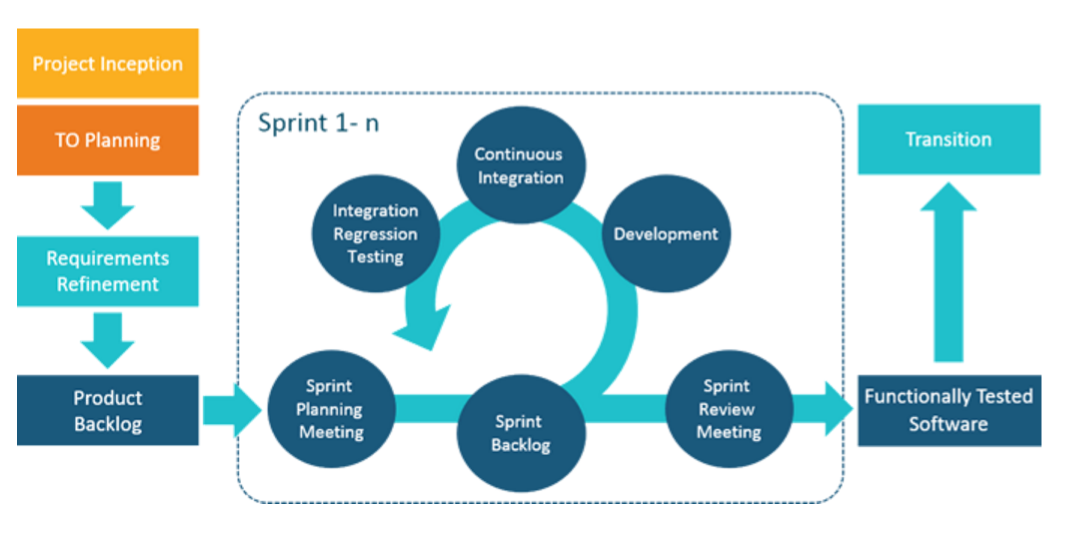 Project Inception
TO Planning
Requirements
Refinement
Product
Backlog
Sprint 1- n
Continuous
Integration
Integration
Regression
Testing
Development
Sprint
Planning
Meeting
Sprint
Backlog
Sprint
Review
Meeting
Transition
Functionally Tested
Software